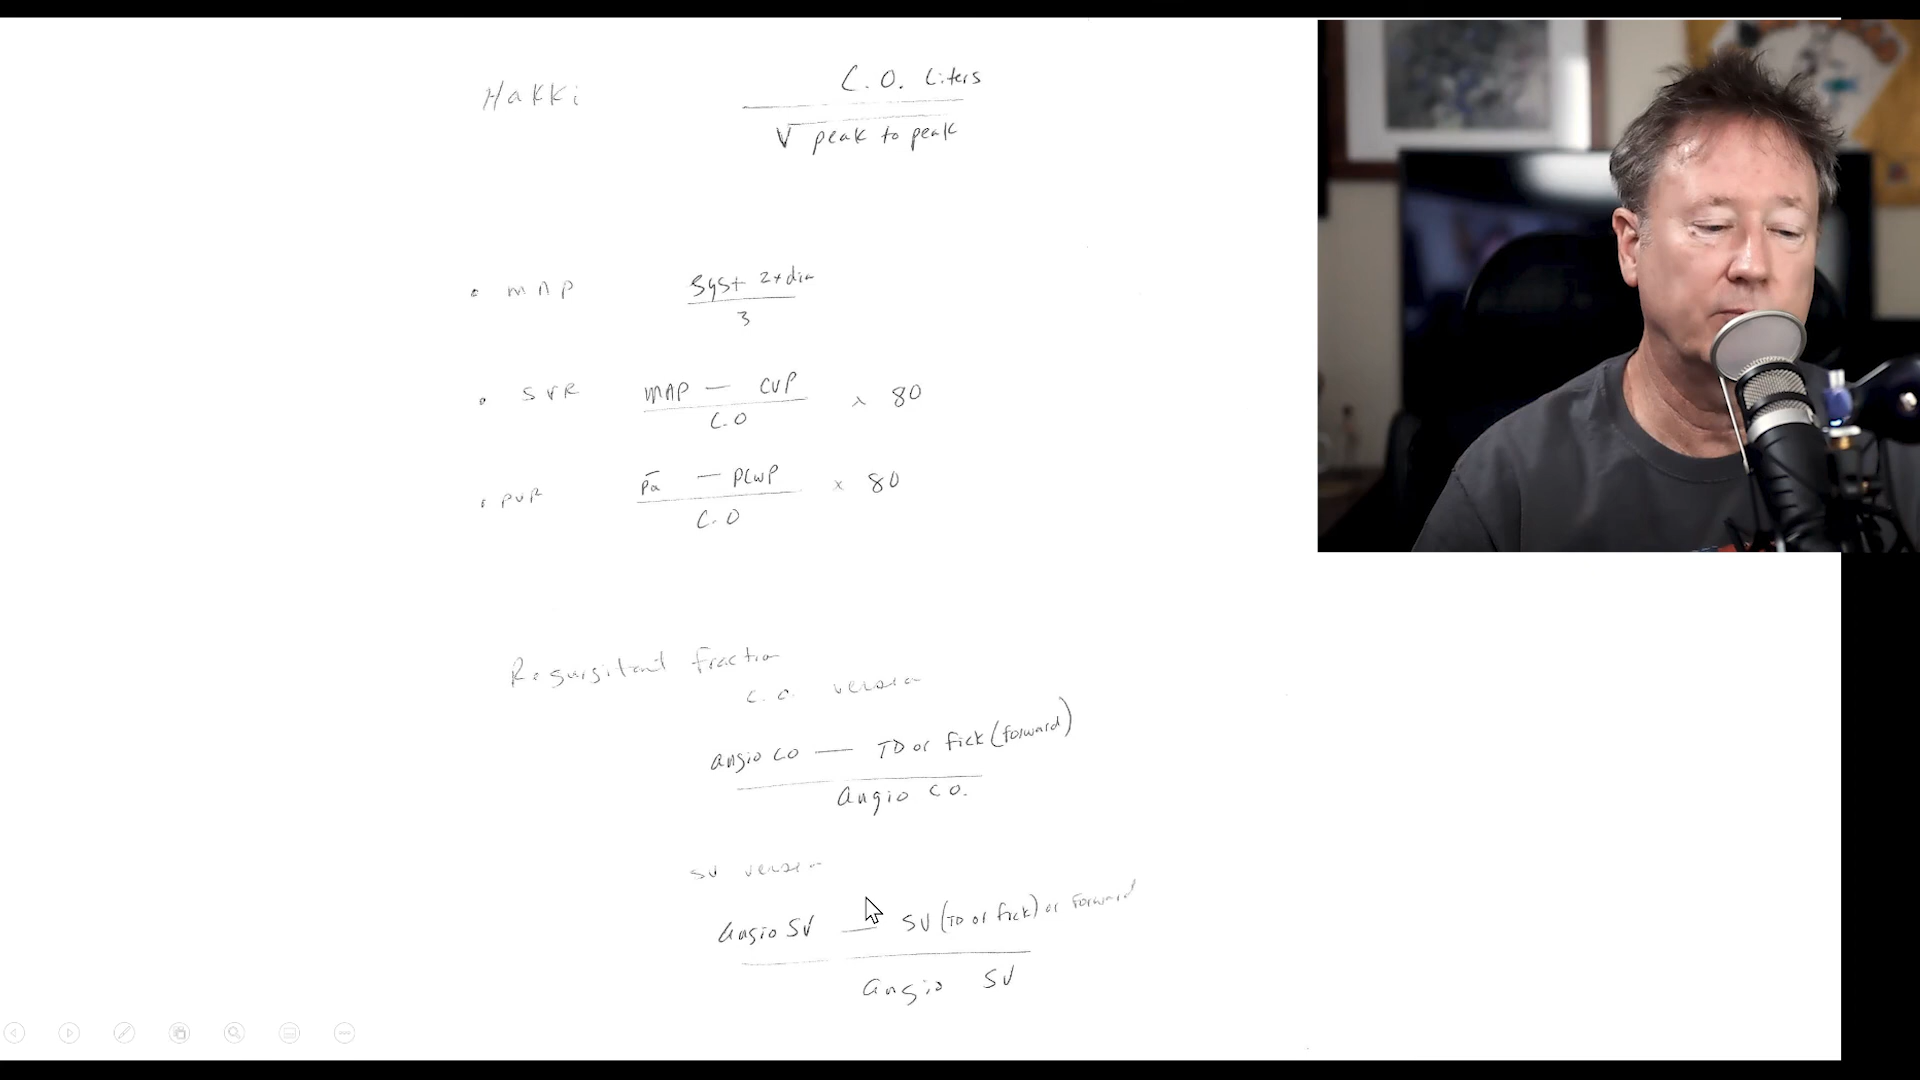 Hakki
C.O. Liters
√ peak to peak
• MAP
Syst 2+dia
3
• SVR
MAP — CVP
C.O
x 80
• PVR
p̄a — PCWP
C.O
x 80
Regurgitant fraction
C.O. version
angio CO — TD or Fick (forward)
Angio CO.
SV version
Angio SV — SV (TD or Fick) or Forward
Angio SV